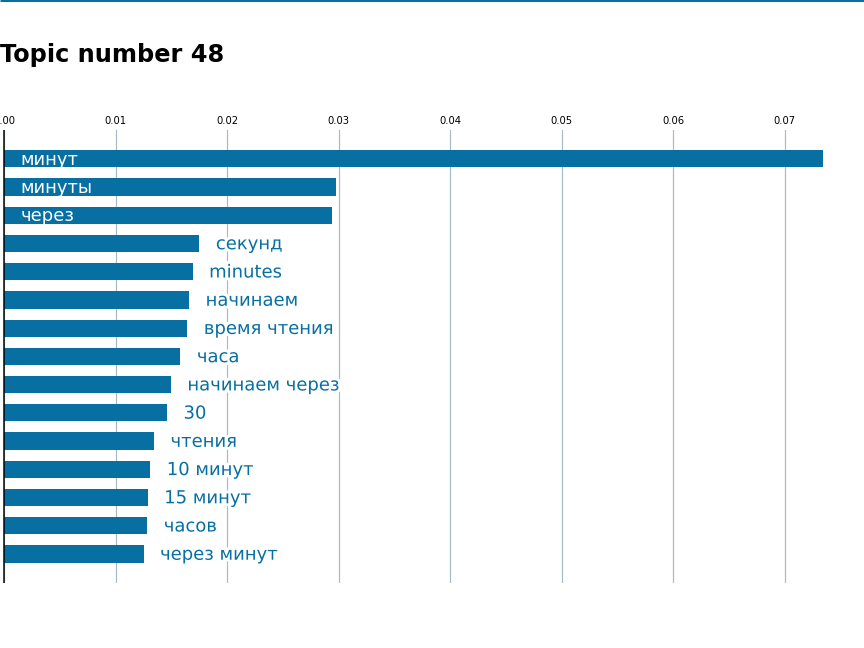 Topic number 48
.00 0.01 0.02 0.03 0.04 0.05 0.06 0.07
минут
минуты
через
секунд
minutes
начинаем
время чтения
часа
начинаем через
30
чтения
10 минут
15 минут
часов
через минут